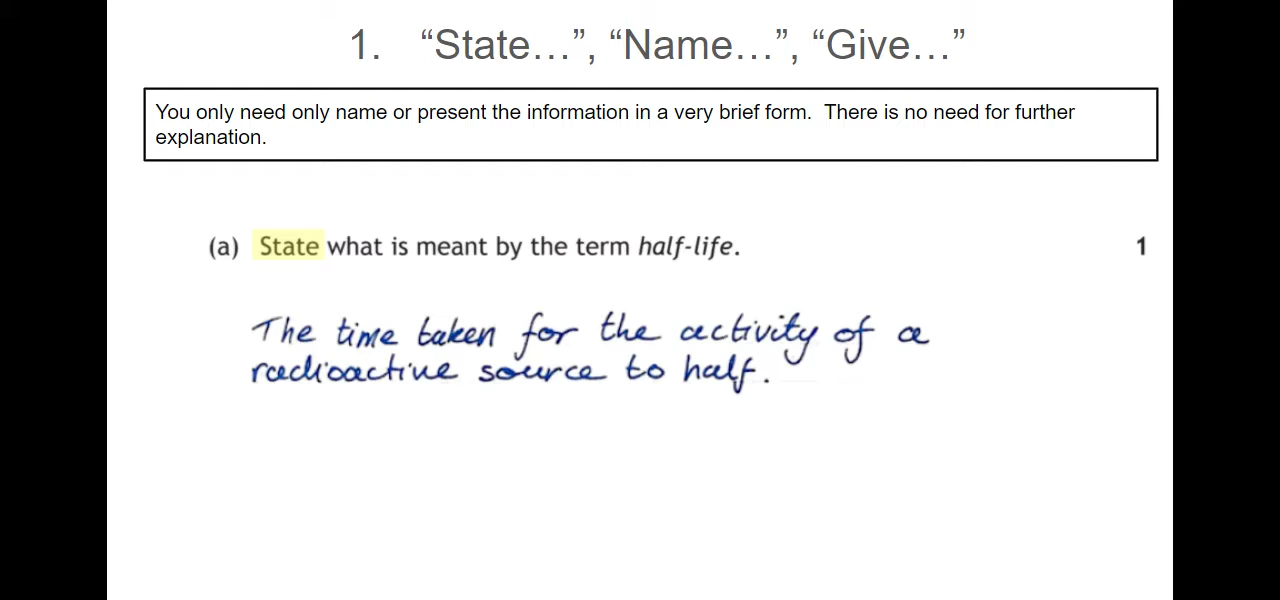 1. “State…”, “Name…”, “Give…”
You only need only name or present the information in a very brief form. There is no need for further
explanation.
(a) State what is meant by the term half-life. 1
The time taken for the activity of a
radioactive source to half.